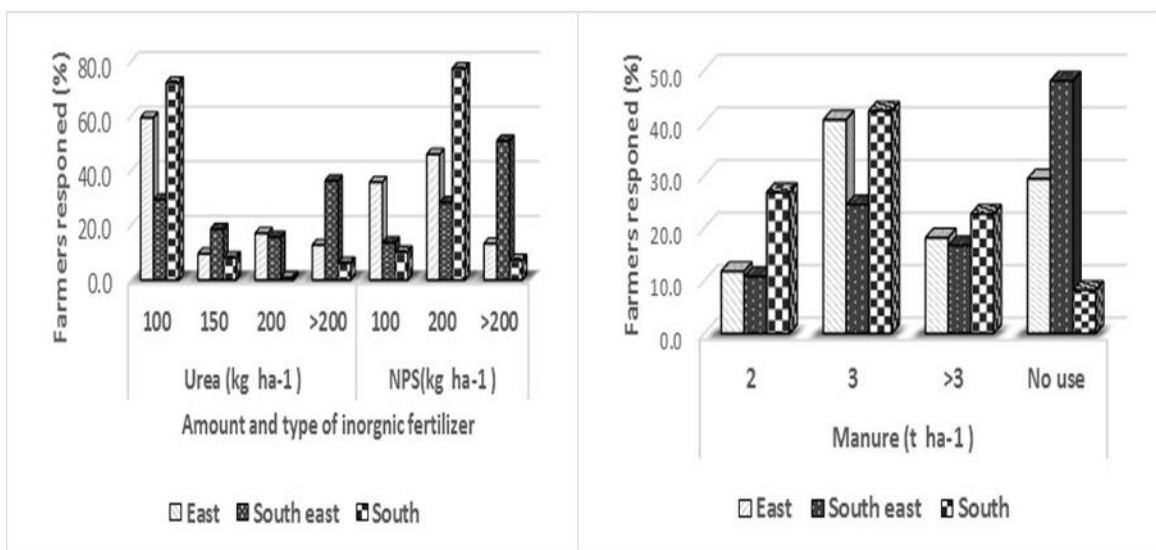 Farmers responed (%)
80.0
60.0
40.0
20.0
0.0
100 150 200 >200 100 200 >200
Urea (kg ha-1) NPS(kg ha-1)
Amount and type of inorgnic fertilizer
East South east South
Farmers responed (%)
50.0
40.0
30.0
20.0
10.0
0.0
2 3 >3 No use
Manure (t ha-1)
East South east South